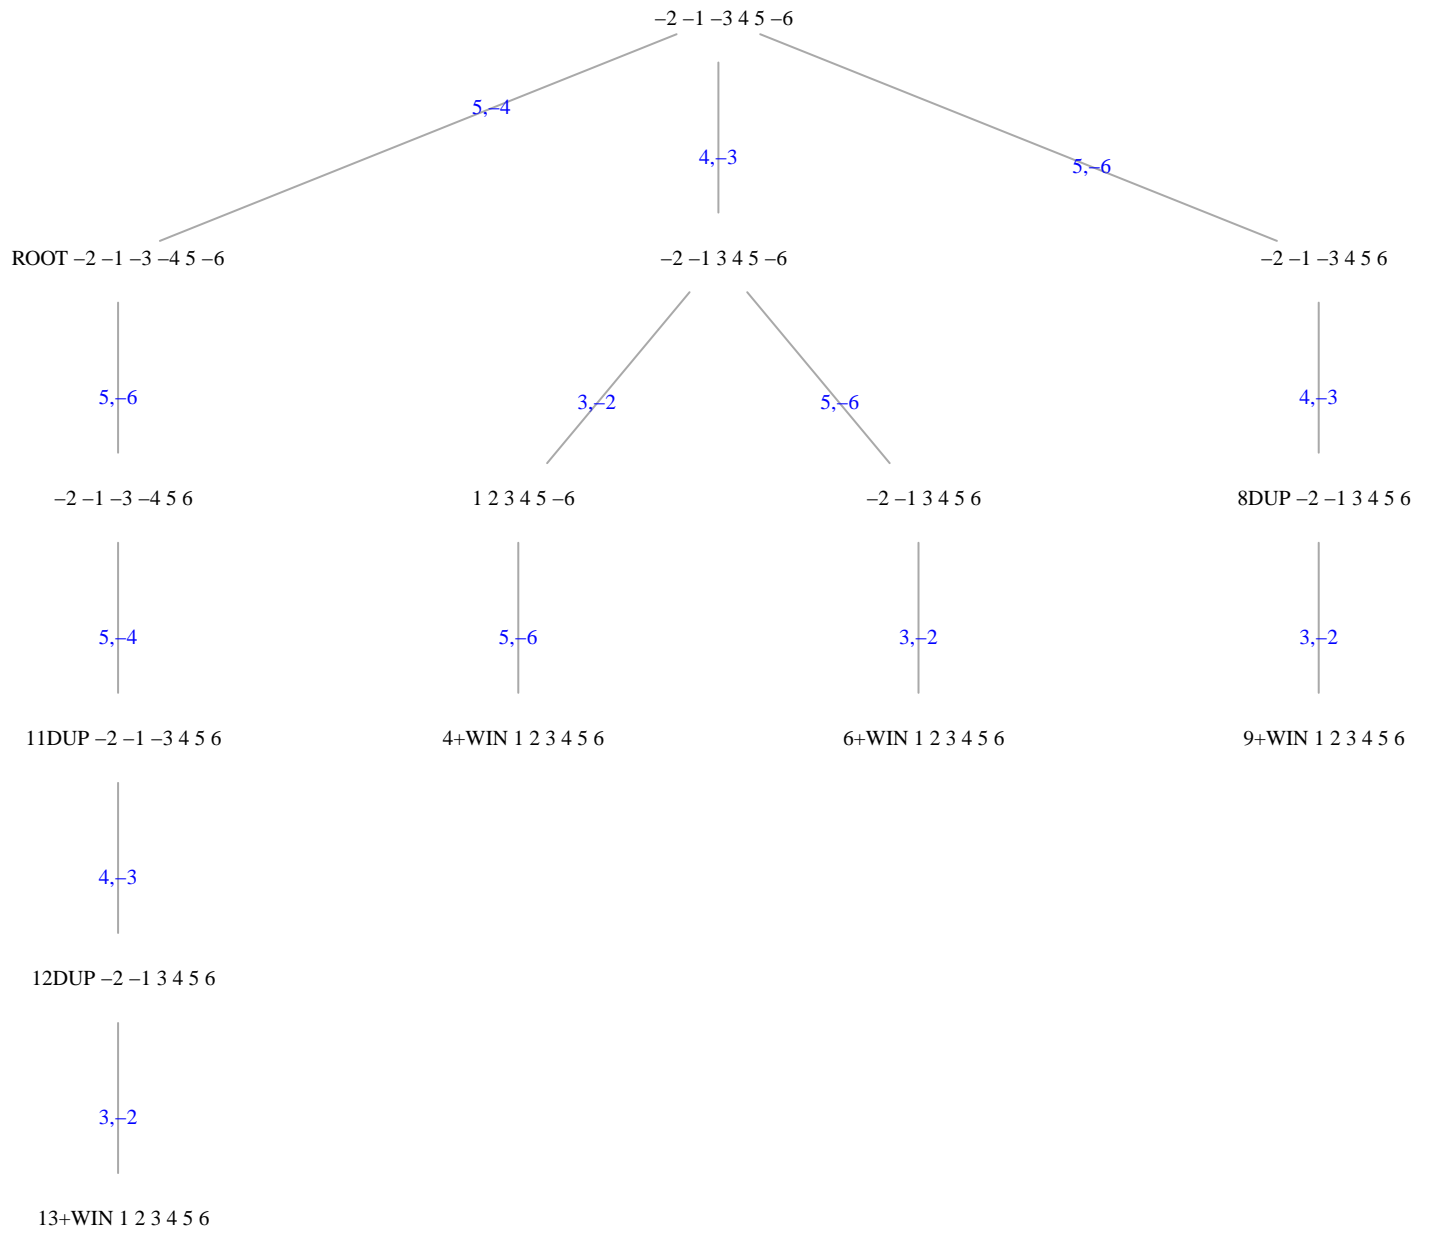 –2 –1 –3 4 5 –6
5,–4
4,–3
5,–6
ROOT –2 –1 –3 –4 5 –6
–2 –1 3 4 5 –6
–2 –1 –3 4 5 6
5,–6
3,–2
5,–6
4,–3
–2 –1 –3 –4 5 6
1 2 3 4 5 –6
–2 –1 3 4 5 6
8DUP –2 –1 3 4 5 6
5,–4
5,–6
3,–2
3,–2
11DUP –2 –1 –3 4 5 6
4+WIN 1 2 3 4 5 6
6+WIN 1 2 3 4 5 6
9+WIN 1 2 3 4 5 6
4,–3
12DUP –2 –1 3 4 5 6
3,–2
13+WIN 1 2 3 4 5 6